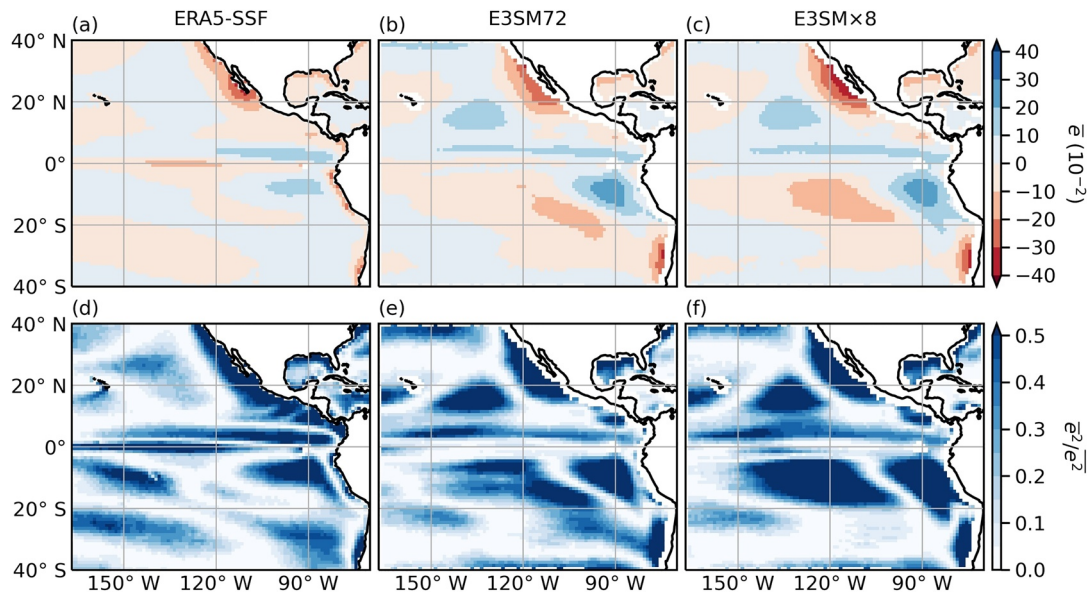 ERA5-SSF E3SM72 E3SM×8
(a) (b) (c)
40° N
20° N
0°
20° S
40° S
40
30
20
10
0
−10
−20
−30
−40
e̅ (10⁻²)
(d) (e) (f)
40° N
20° N
0°
20° S
40° S
150° W 120° W 90° W 150° W 120° W 90° W 150° W 120° W 90° W
0.5
0.4
0.3
0.2
0.1
0.0
e̅²/e̅²̅